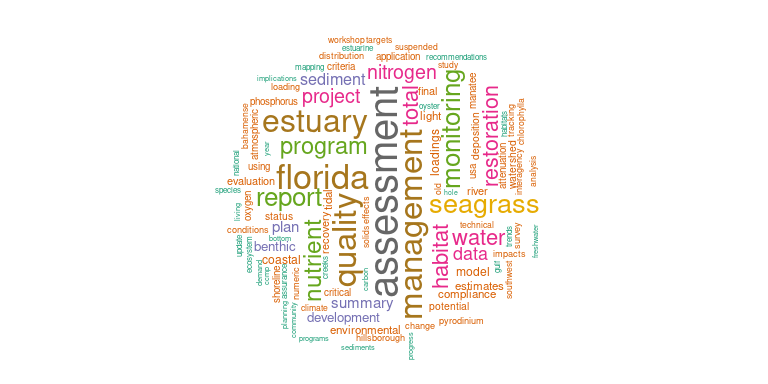 workshop targets
estuarine
suspended
distribution
application
recommendations
mapping
criteria
nitrogen
study
implications
sediment
loading
project
total
final
monitoring
manatee
phosphorus
oyster
light
restoration
bahamense
atmospheric
estuary
assessment
management
loadings
deposition
habitats
tracking
chlorophyll
year
program
national
using
florida
usa
attenuation
watershed
interagency
analysis
evaluation
species
report
quality
tidal
old
hole
river
living
oxygen
status
effects
seagrass
conditions
plan
nutrient
recovery
solids
habitat
water
technical
trends
survey
freshwater
update
ecosystem
bottom
benthic
data
impacts
coastal
creeks
carbon
model
gulf
southwest
demand
comp
shoreline
assurance
numeric
critical
estimates
compliance
planning
community
climate
summary
potential
development
pyrodinium
environmental
change
programs
hillsborough
progress
sediments